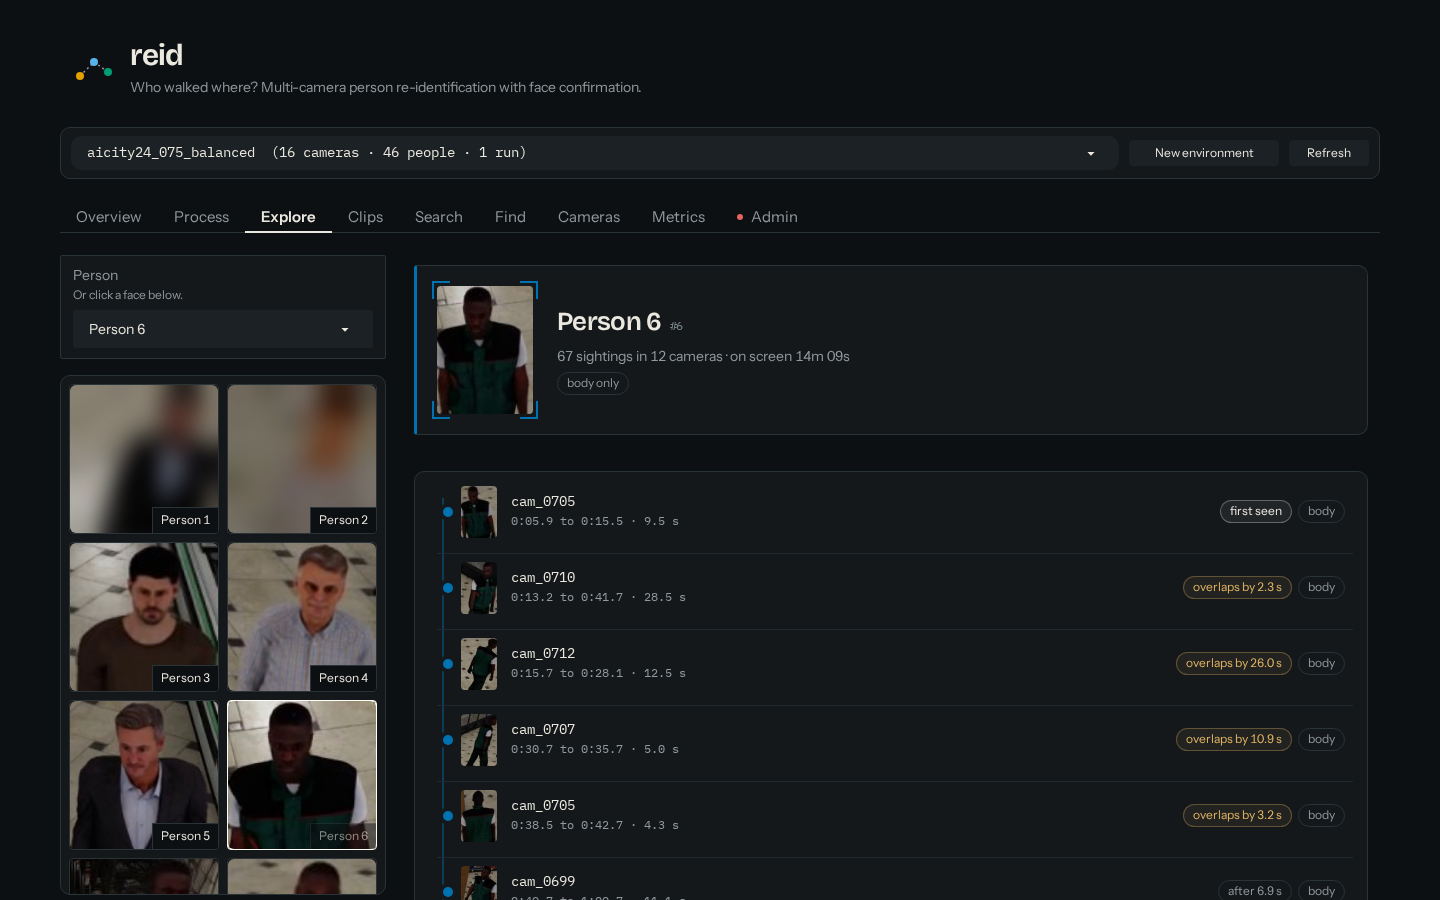 reid
Who walked where? Multi-camera person re-identification with face confirmation.
aicity24_075_balanced (16 cameras · 46 people · 1 run)
New environment
Refresh
Overview
Process
Explore
Clips
Search
Find
Cameras
Metrics
Admin
Person
Or click a face below.
Person 6
Person 1
Person 2
Person 3
Person 4
Person 5
Person 6
Person 6 #6
67 sightings in 12 cameras · on screen 14m 09s
body only
cam_0705
0:05.9 to 0:15.5 · 9.5 s
first seen
body
cam_0710
0:13.2 to 0:41.7 · 28.5 s
overlaps by 2.3 s
body
cam_0712
0:15.7 to 0:28.1 · 12.5 s
overlaps by 26.0 s
body
cam_0707
0:30.7 to 0:35.7 · 5.0 s
overlaps by 10.9 s
body
cam_0705
0:38.5 to 0:42.7 · 4.3 s
overlaps by 3.2 s
body
cam_0699
after 6.9 s
body